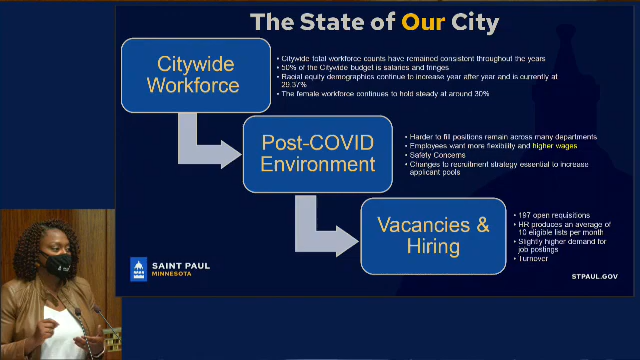 The State of Our City
Citywide
Workforce
• Citywide total workforce counts have remained consistent throughout the years
• 50% of the Citywide budget is salaries and fringes
• Racial equity demographics continue to increase year after year and is currently at
29.37%
• The female workforce continues to hold steady at around 30%
Post-COVID
Environment
• Harder to fill positions remain across many departments
• Employees want more flexibility and higher wages
• Safety Concerns
• Changes to recruitment strategy essential to increase
applicant pools
Vacancies &
Hiring
• 197 open requisitions
• HR produces an average of
10 eligible lists per month
• Slightly higher demand for
job postings
• Turnover
SAINT PAUL
MINNESOTA
STPAUL.GOV